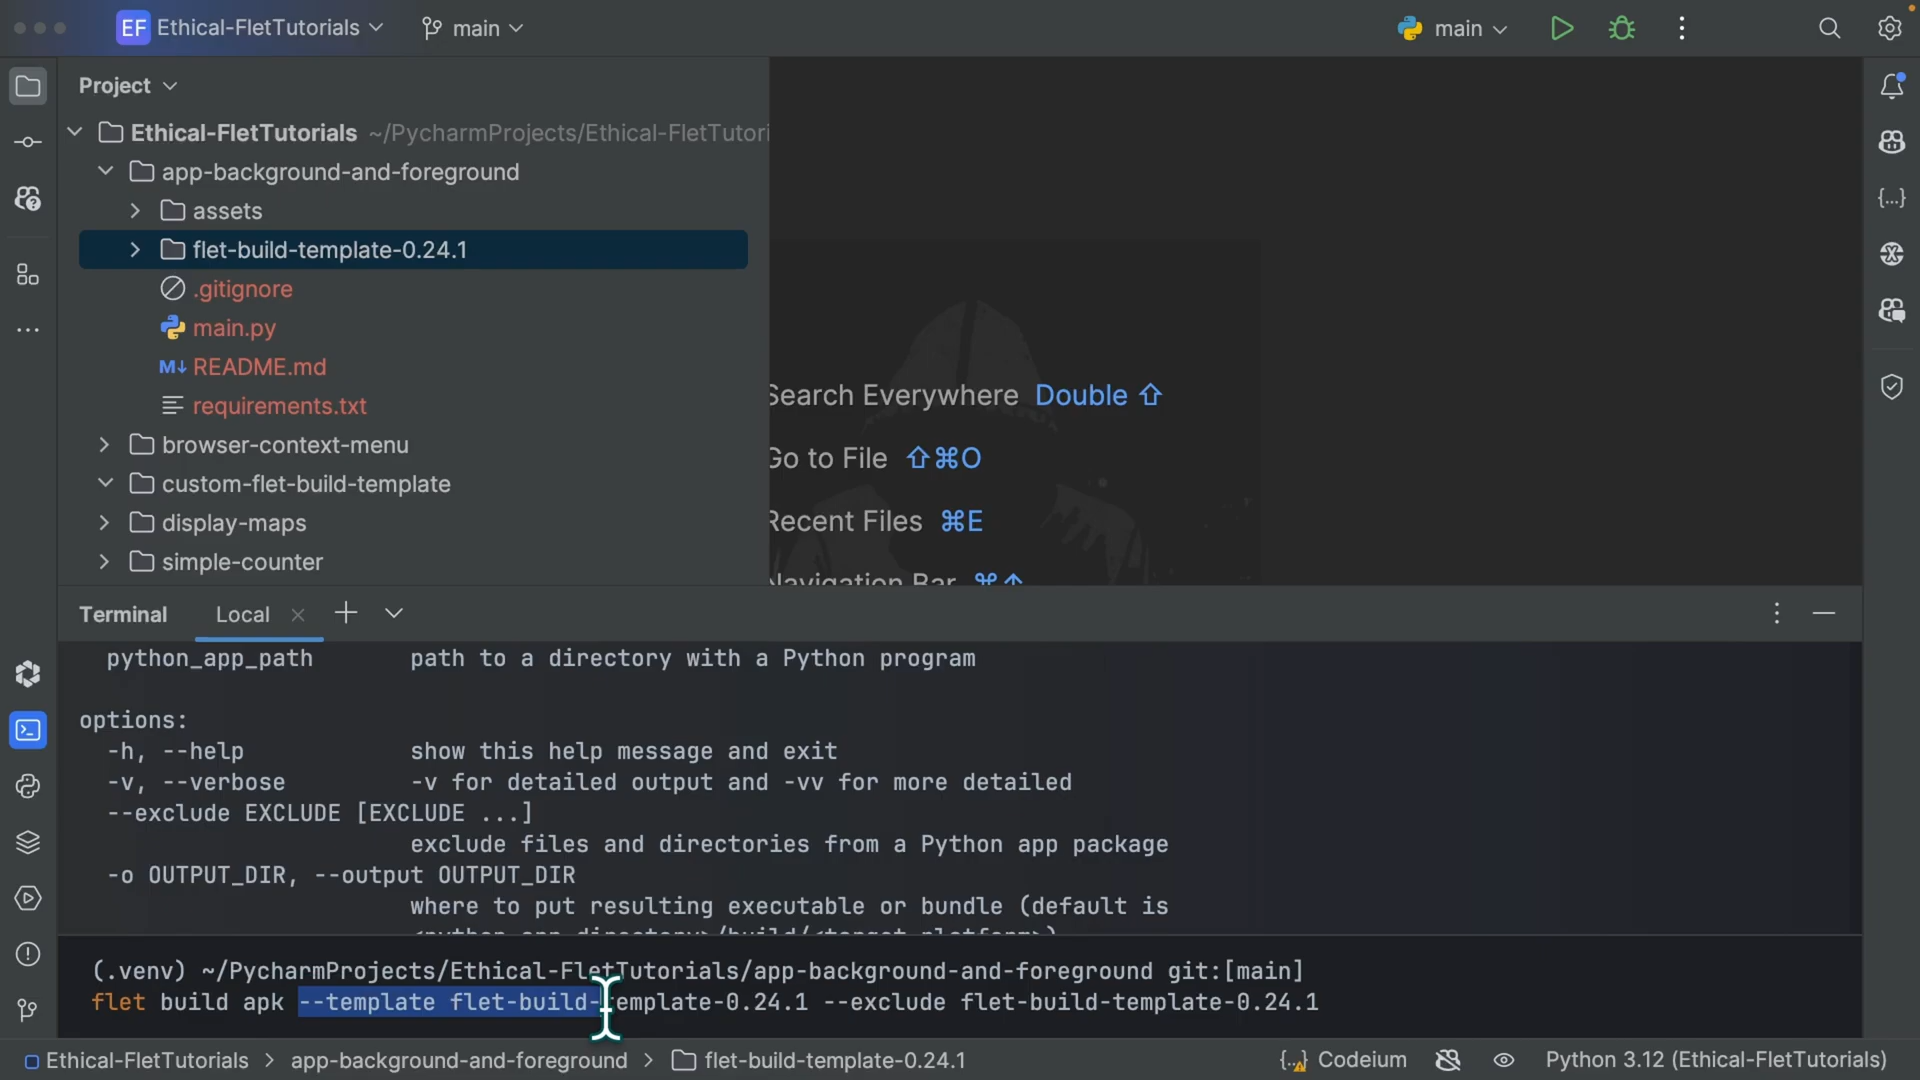 EF Ethical-FletTutorials main main
Project
Ethical-FletTutorials ~/PycharmProjects/Ethical-FletTutori
app-background-and-foreground
assets
flet-build-template-0.24.1
.gitignore
main.py
M↓ README.md
requirements.txt
browser-context-menu
custom-flet-build-template
display-maps
simple-counter
Search Everywhere Double ⇧
Go to File ⇧⌘O
Recent Files ⌘E
Navigation Bar ⌘↑
Terminal Local
python_app_path path to a directory with a Python program
options:
-h, --help show this help message and exit
-v, --verbose -v for detailed output and -vv for more detailed
--exclude EXCLUDE [EXCLUDE ...]
exclude files and directories from a Python app package
-o OUTPUT_DIR, --output OUTPUT_DIR
where to put resulting executable or bundle (default is
<python_app_directory>/build/<target_platform>)
(.venv) ~/PycharmProjects/Ethical-FletTutorials/app-background-and-foreground git:[main]
flet build apk --template flet-build-template-0.24.1 --exclude flet-build-template-0.24.1
Ethical-FletTutorials > app-background-and-foreground > flet-build-template-0.24.1 {..} Codeium Python 3.12 (Ethical-FletTutorials)